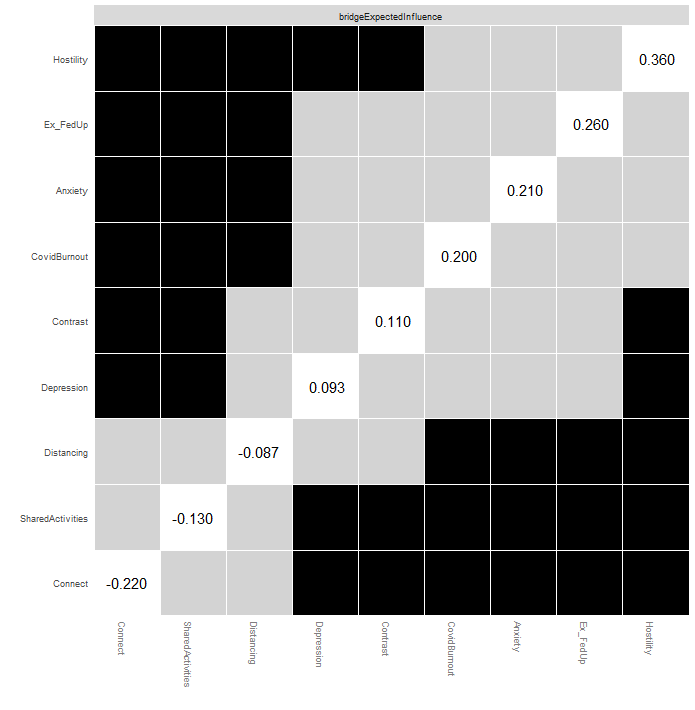 bridgeExpectedInfluence
Hostility 0.360
Ex_FedUp 0.260
Anxiety 0.210
CovidBurnout 0.200
Contrast 0.110
Depression 0.093
Distancing -0.087
SharedActivities -0.130
Connect -0.220
Connect
SharedActivities
Distancing
Depression
Contrast
CovidBurnout
Anxiety
Ex_FedUp
Hostility